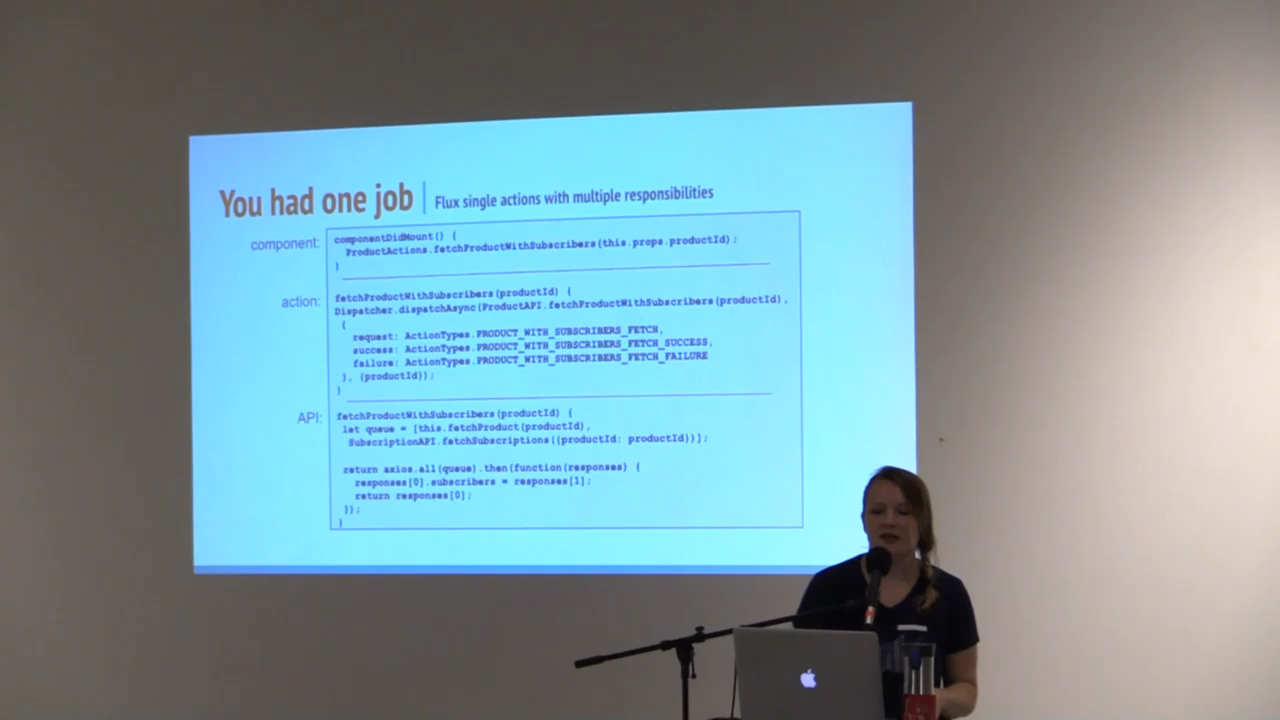 You had one job | Flux single actions with multiple responsibilities
component:
componentDidMount() {
ProductActions.fetchProductWithSubscribers(this.props.productId);
}
action:
fetchProductWithSubscribers(productId) {
Dispatcher.dispatchAsync(ProductAPI.fetchProductWithSubscribers(productId),
{
request: ActionTypes.PRODUCT_WITH_SUBSCRIBERS_FETCH,
success: ActionTypes.PRODUCT_WITH_SUBSCRIBERS_FETCH_SUCCESS,
failure: ActionTypes.PRODUCT_WITH_SUBSCRIBERS_FETCH_FAILURE
}, {productId});
}
API:
fetchProductWithSubscribers(productId) {
let queue = [this.fetchProduct(productId),
SubscriptionAPI.fetchSubscriptions({productId: productId})];
return axios.all(queue).then(function(responses) {
responses[0].subscribers = responses[1];
return responses[0];
});
}